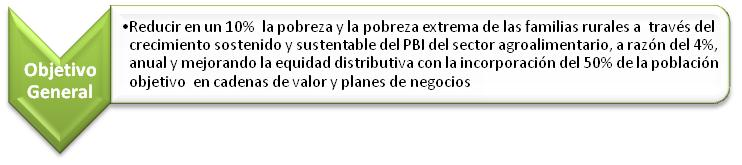 Objetivo
General
•Reducir en un 10% la pobreza y la pobreza extrema de las familias rurales a través del
crecimiento sostenido y sustentable del PBI del sector agroalimentario, a razón del 4%,
anual y mejorando la equidad distributiva con la incorporación del 50% de la población
objetivo en cadenas de valor y planes de negocios